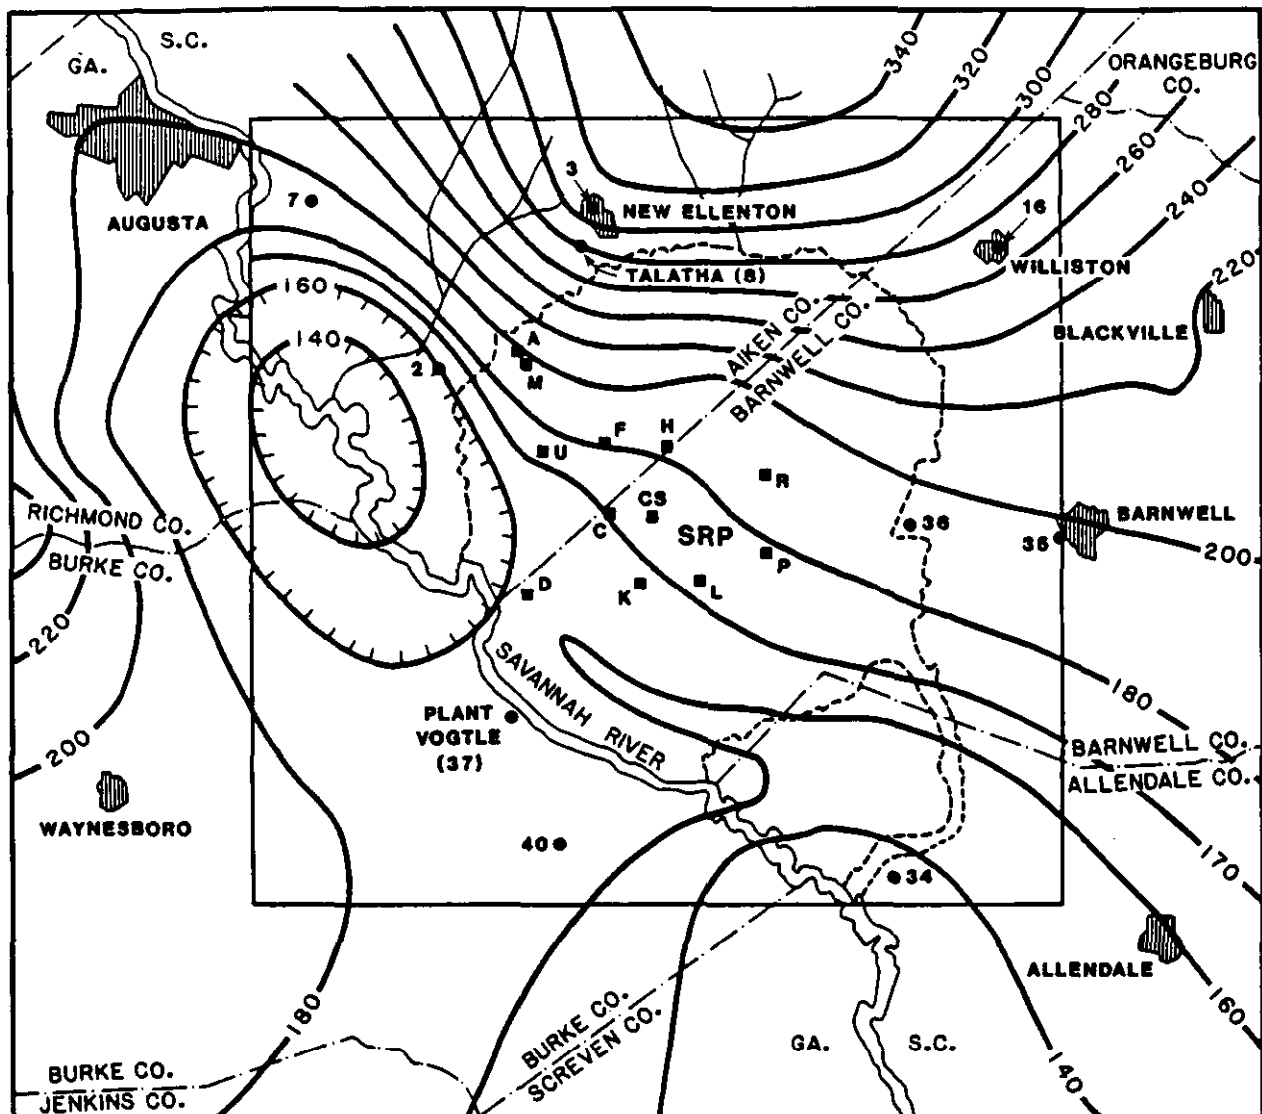 S.C.
GA.
340
320
300
280
260
240
220
ORANGEBURG
CO.
3
7
16
AUGUSTA
NEW ELLENTON
TALATHA (8)
WILLISTON
BLACKVILLE
160
140
AIKEN CO.
BARNWELL CO.
A
M
2
F
H
U
R
CS
C
SRP
36
35
BARNWELL
200
RICHMOND CO.
BURKE CO.
P
D
K
L
220
SAVANNAH RIVER
180
PLANT
VOGTLE
(37)
200
BARNWELL CO.
ALLENDALE CO.
WAYNESBORO
40
34
170
ALLENDALE
160
180
BURKE CO.
SCREVEN CO.
GA.
S.C.
140
BURKE CO.
JENKINS CO.